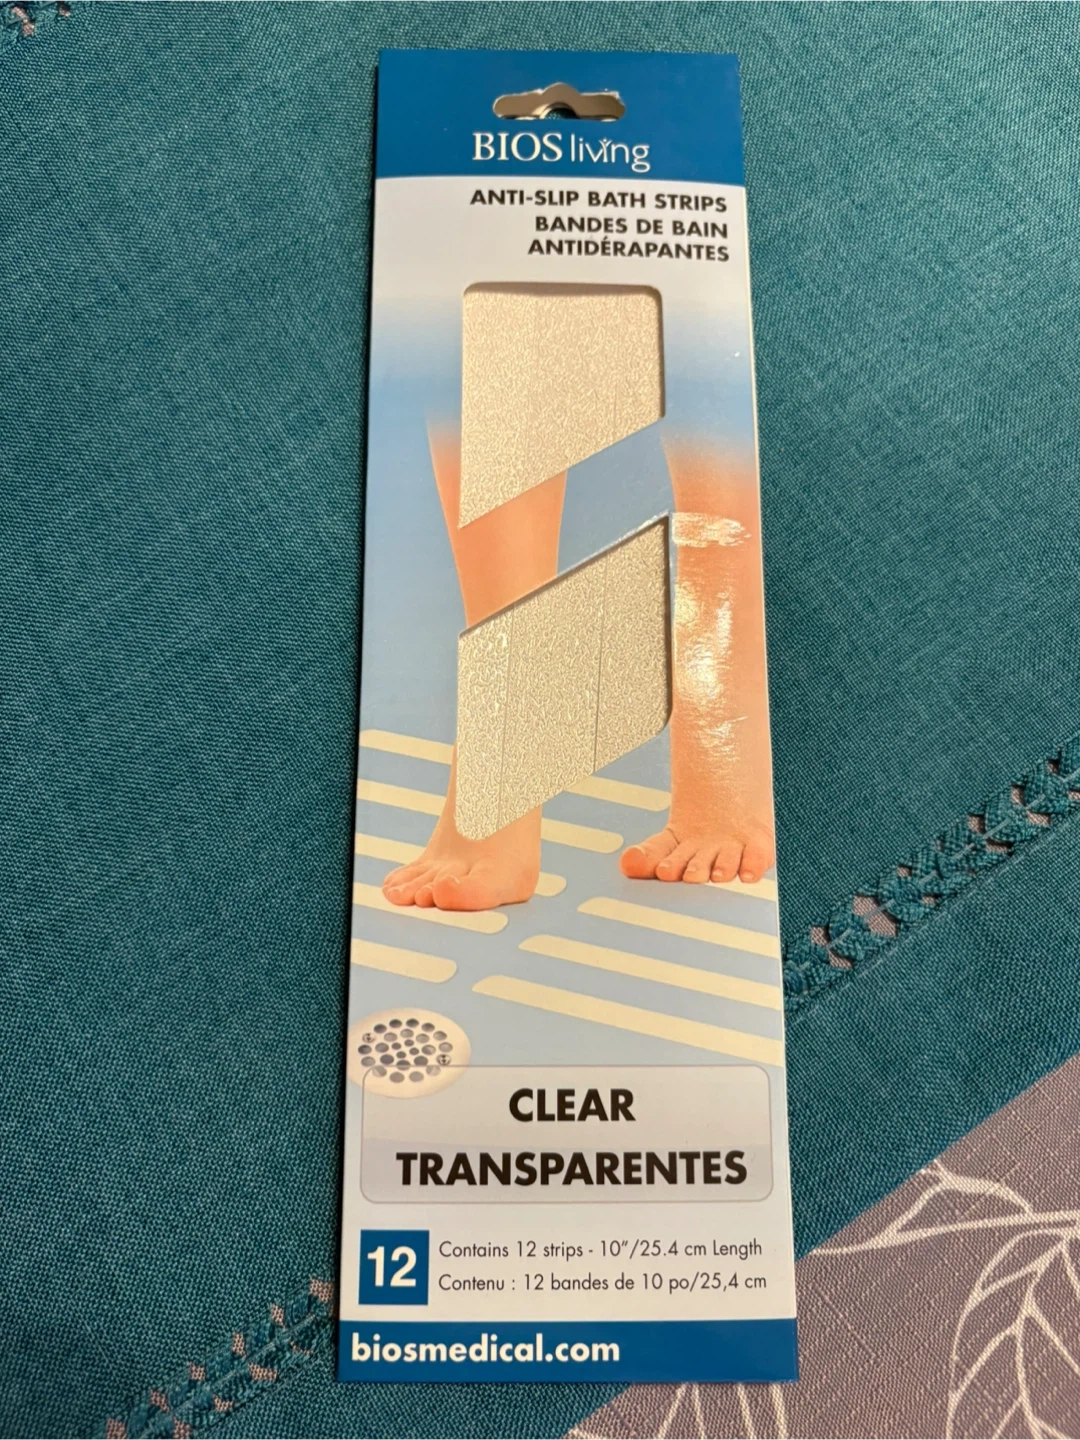 BIOS living
ANTI-SLIP BATH STRIPS
BANDES DE BAIN
ANTIDÉRAPANTES
CLEAR
TRANSPARENTES
12
Contains 12 strips - 10"/25.4 cm Length
Contenu : 12 bandes de 10 po/25,4 cm
biosmedical.com